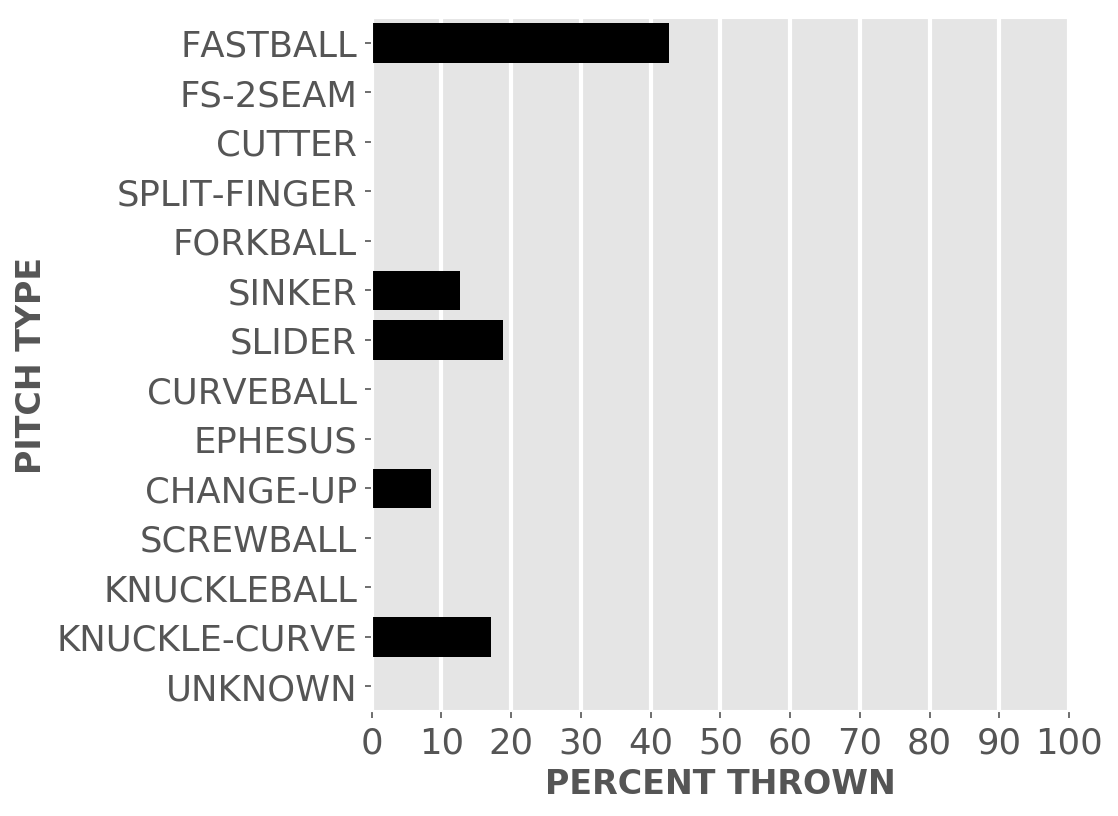 PITCH TYPE
FASTBALL
FS-2SEAM
CUTTER
SPLIT-FINGER
FORKBALL
SINKER
SLIDER
CURVEBALL
EPHESUS
CHANGE-UP
SCREWBALL
KNUCKLEBALL
KNUCKLE-CURVE
UNKNOWN
0 10 20 30 40 50 60 70 80 90 100
PERCENT THROWN